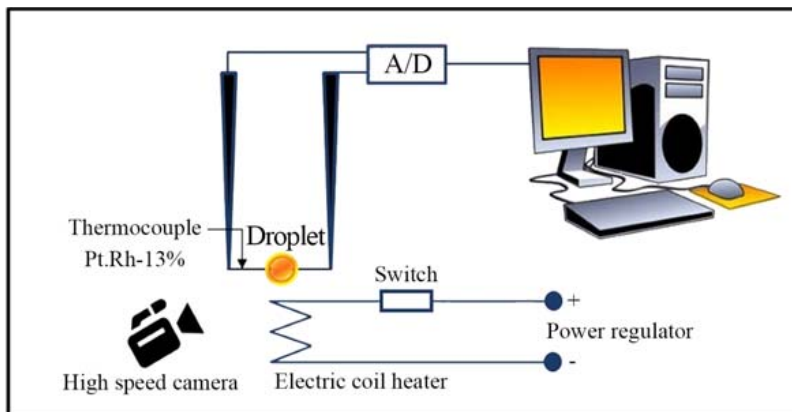 A/D
Thermocouple
Pt.Rh-13%
Droplet
Switch
+
Power regulator
-
High speed camera
Electric coil heater